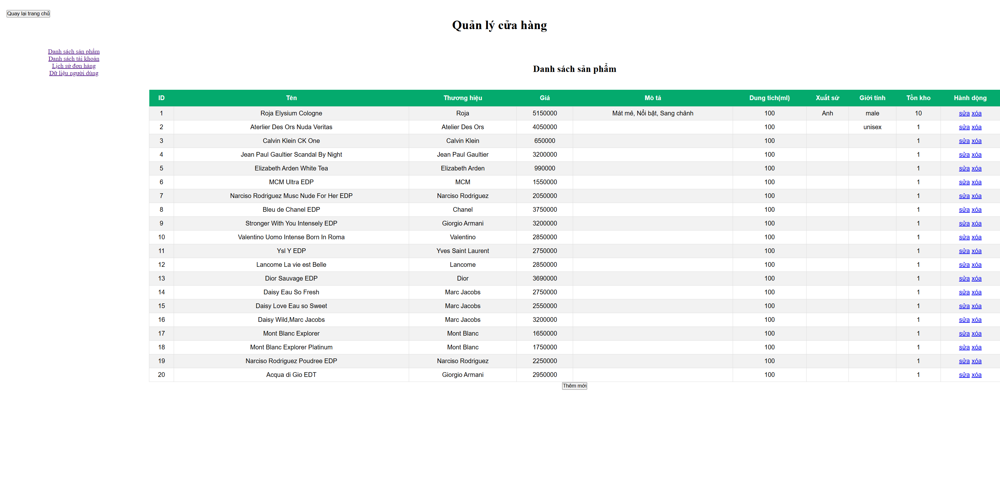 Quay lại trang chủ
Quản lý cửa hàng
Danh sách sản phẩm
Danh sách tài khoản
Lịch sử đơn hàng
Dữ liệu người dùng
Danh sách sản phẩm
ID Tên Thương hiệu Giá Mô tả Dung tích(ml) Xuất sứ Giới tính Tồn kho Hành dộng
1 Roja Elysium Cologne Roja 5150000 Mát mẻ, Nổi bật, Sang chảnh 100 Anh male 10 sửa xóa
2 Aterlier Des Ors Nuda Veritas Atelier Des Ors 4050000 100 unisex 1 sửa xóa
3 Calvin Klein CK One Calvin Klein 650000 100 1 sửa xóa
4 Jean Paul Gaultier Scandal By Night Jean Paul Gaultier 3200000 100 1 sửa xóa
5 Elizabeth Arden White Tea Elizabeth Arden 990000 100 1 sửa xóa
6 MCM Ultra EDP MCM 1550000 100 1 sửa xóa
7 Narciso Rodriguez Musc Nude For Her EDP Narciso Rodriguez 2050000 100 1 sửa xóa
8 Bleu de Chanel EDP Chanel 3750000 100 1 sửa xóa
9 Stronger With You Intensely EDP Giorgio Armani 3200000 100 1 sửa xóa
10 Valentino Uomo Intense Born In Roma Valentino 2850000 100 1 sửa xóa
11 Ysl Y EDP Yves Saint Laurent 2750000 100 1 sửa xóa
12 Lancome La vie est Belle Lancome 2850000 100 1 sửa xóa
13 Dior Sauvage EDP Dior 3690000 100 1 sửa xóa
14 Daisy Eau So Fresh Marc Jacobs 2750000 100 1 sửa xóa
15 Daisy Love Eau so Sweet Marc Jacobs 2550000 100 1 sửa xóa
16 Daisy Wild,Marc Jacobs Marc Jacobs 3200000 100 1 sửa xóa
17 Mont Blanc Explorer Mont Blanc 1650000 100 1 sửa xóa
18 Mont Blanc Explorer Platinum Mont Blanc 1750000 100 1 sửa xóa
19 Narciso Rodriguez Poudree EDP Narciso Rodriguez 2250000 100 1 sửa xóa
20 Acqua di Gio EDT Giorgio Armani 2950000 100 1 sửa xóa
Thêm mới